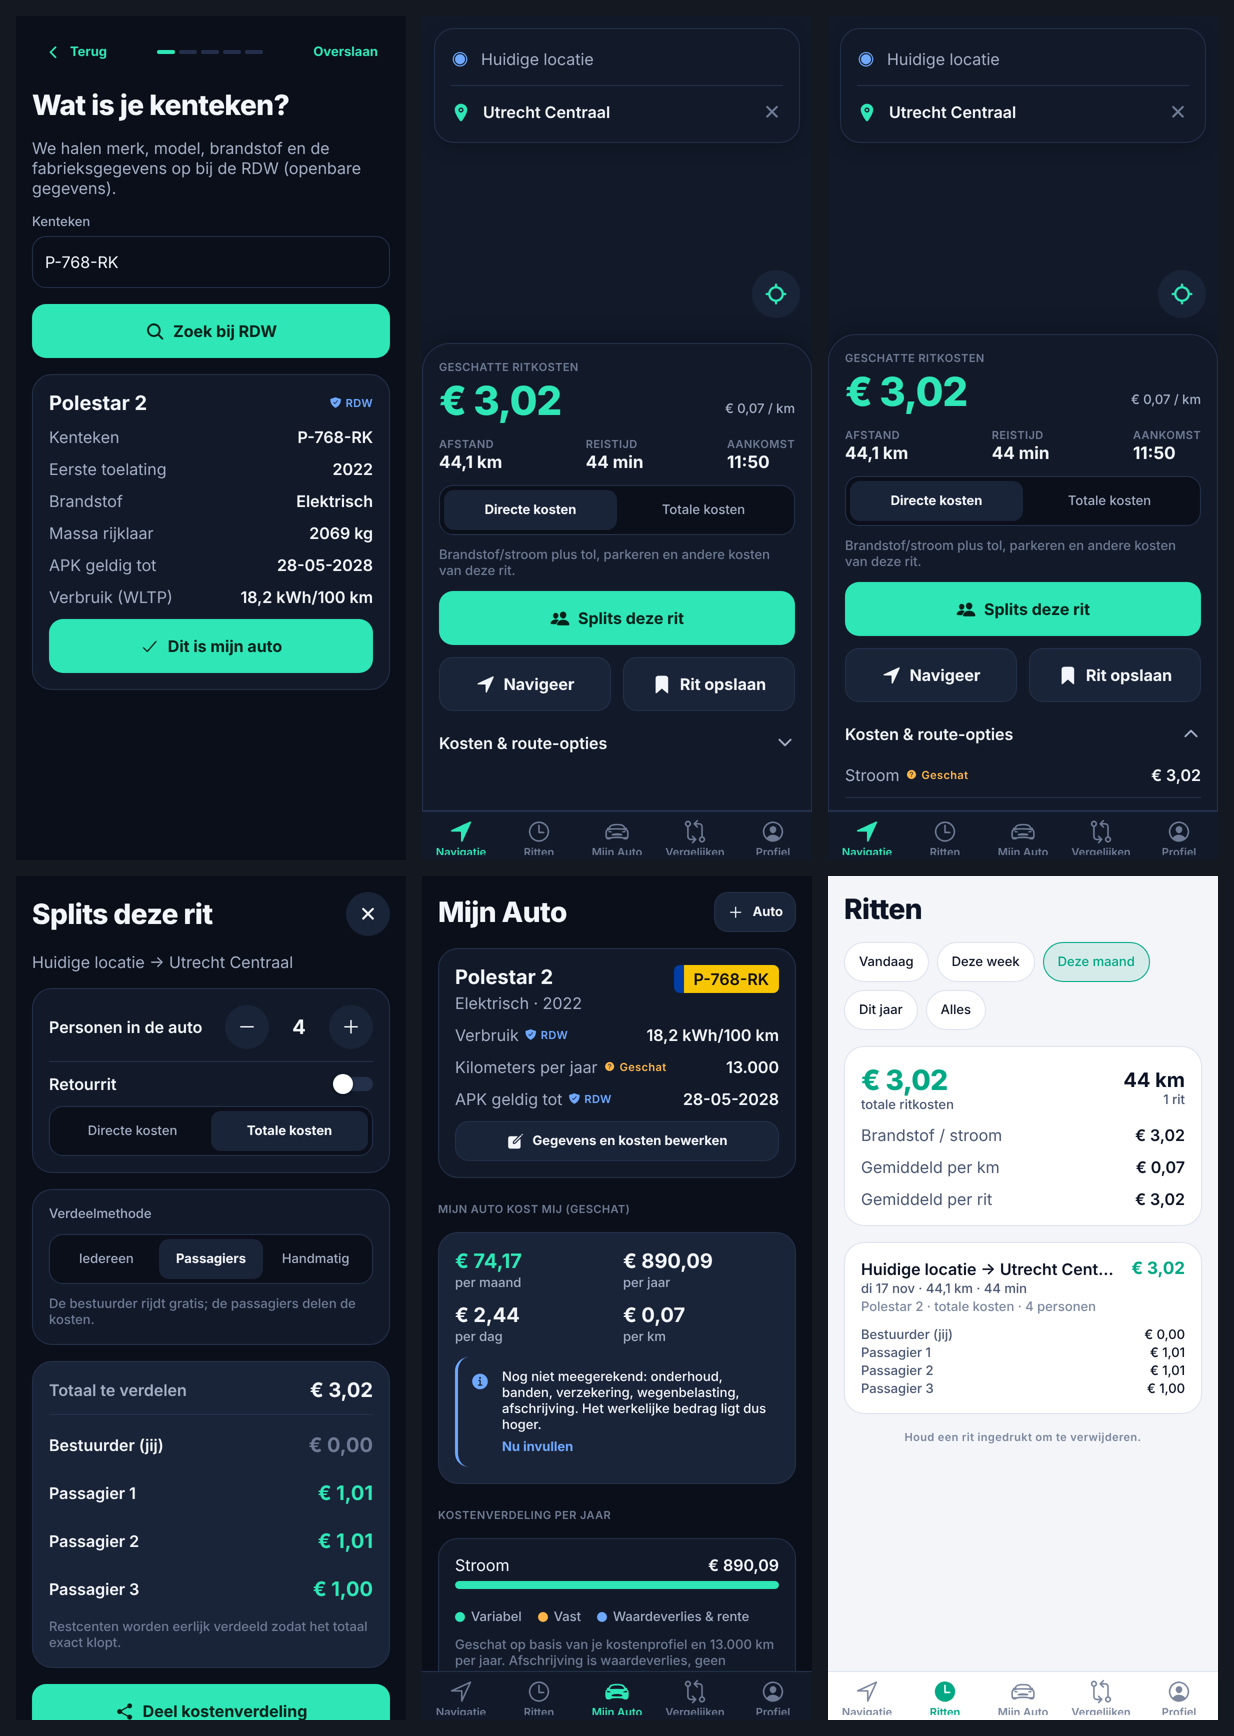 Terug
Overslaan
Wat is je kenteken?
We halen merk, model, brandstof en de
fabrieksgegevens op bij de RDW (openbare
gegevens).
Kenteken
P-768-RK
Zoek bij RDW
Polestar 2 RDW
Kenteken P-768-RK
Eerste toelating 2022
Brandstof Elektrisch
Massa rijklaar 2069 kg
APK geldig tot 28-05-2028
Verbruik (WLTP) 18,2 kWh/100 km
Dit is mijn auto
Huidige locatie
Utrecht Centraal
GESCHATTE RITKOSTEN
€ 3,02 € 0,07 / km
AFSTAND REISTIJD AANKOMST
44,1 km 44 min 11:50
Directe kosten Totale kosten
Brandstof/stroom plus tol, parkeren en andere kosten
van deze rit.
Splits deze rit
Navigeer Rit opslaan
Kosten & route-opties
Navigatie Ritten Mijn Auto Vergelijken Profiel
Huidige locatie
Utrecht Centraal
GESCHATTE RITKOSTEN
€ 3,02 € 0,07 / km
AFSTAND REISTIJD AANKOMST
44,1 km 44 min 11:50
Directe kosten Totale kosten
Brandstof/stroom plus tol, parkeren en andere kosten
van deze rit.
Splits deze rit
Navigeer Rit opslaan
Kosten & route-opties
Stroom Geschat € 3,02
Navigatie Ritten Mijn Auto Vergelijken Profiel
Splits deze rit
Huidige locatie → Utrecht Centraal
Personen in de auto 4
Retourrit
Directe kosten Totale kosten
Verdeelmethode
Iedereen Passagiers Handmatig
De bestuurder rijdt gratis; de passagiers delen de
kosten.
Totaal te verdelen € 3,02
Bestuurder (jij) € 0,00
Passagier 1 € 1,01
Passagier 2 € 1,01
Passagier 3 € 1,00
Restcenten worden eerlijk verdeeld zodat het totaal
exact klopt.
Deel kostenverdeling
Mijn Auto
Auto
Polestar 2 P-768-RK
Elektrisch · 2022
Verbruik RDW 18,2 kWh/100 km
Kilometers per jaar Geschat 13.000
APK geldig tot RDW 28-05-2028
Gegevens en kosten bewerken
MIJN AUTO KOST MIJ (GESCHAT)
€ 74,17 € 890,09
per maand per jaar
€ 2,44 € 0,07
per dag per km
Nog niet meegerekend: onderhoud,
banden, verzekering, wegenbelasting,
afschrijving. Het werkelijke bedrag ligt dus
hoger.
Nu invullen
KOSTENVERDELING PER JAAR
Stroom € 890,09
Variabel Vast Waardeverlies & rente
Geschat op basis van je kostenprofiel en 13.000 km
per jaar. Afschrijving is waardeverlies, geen
Navigatie Ritten Mijn Auto Vergelijken Profiel
Ritten
Vandaag Deze week Deze maand
Dit jaar Alles
€ 3,02 44 km
totale ritkosten 1 rit
Brandstof / stroom € 3,02
Gemiddeld per km € 0,07
Gemiddeld per rit € 3,02
Huidige locatie → Utrecht Cent... € 3,02
di 17 nov · 44,1 km · 44 min
Polestar 2 · totale kosten · 4 personen
Bestuurder (jij) € 0,00
Passagier 1 € 1,01
Passagier 2 € 1,01
Passagier 3 € 1,00
Houd een rit ingedrukt om te verwijderen.
Navigatie Ritten Mijn Auto Vergelijken Profiel